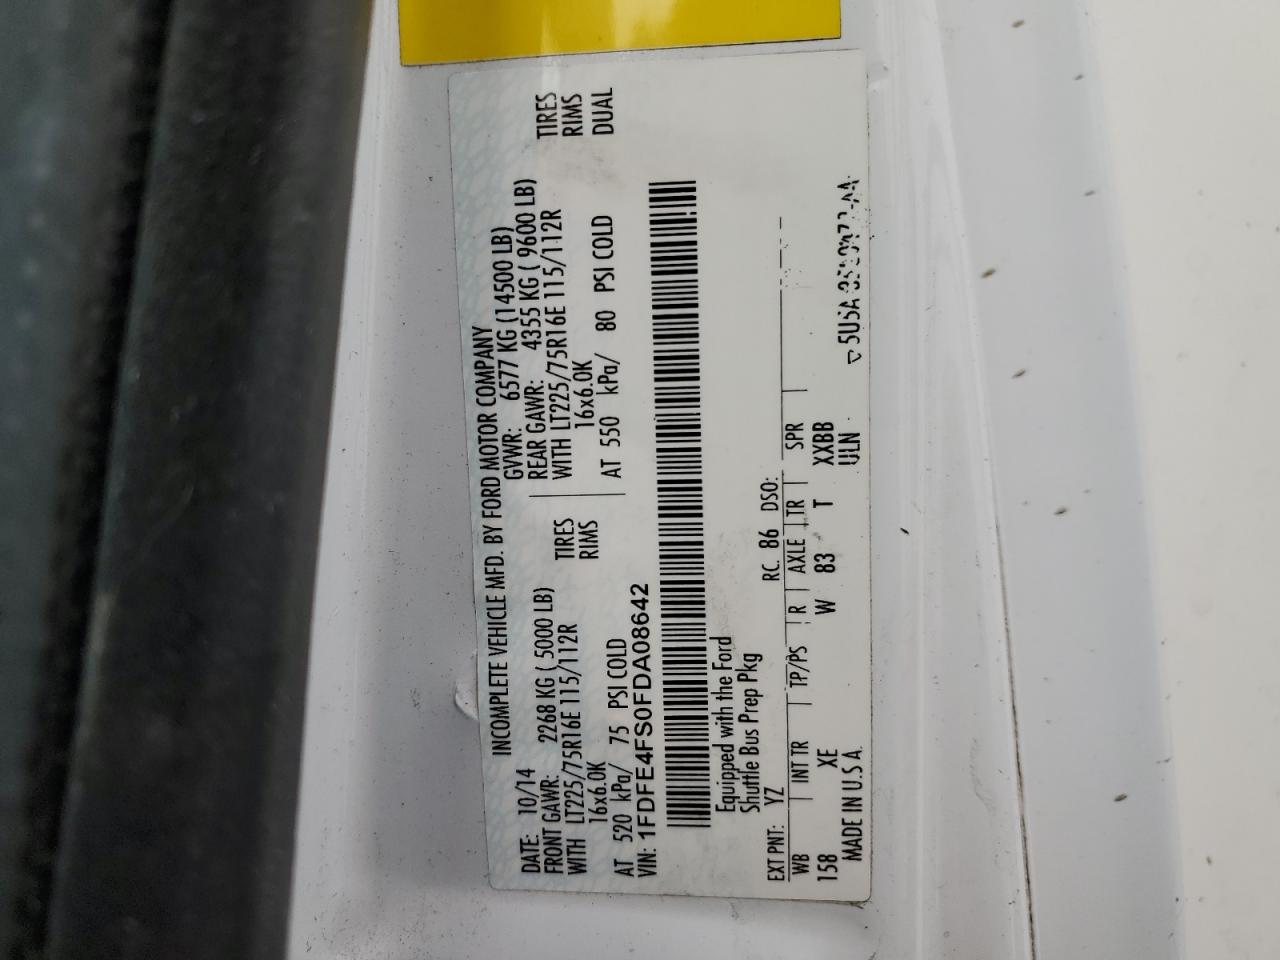 INCOMPLETE VEHICLE MFD. BY FORD MOTOR COMPANY
DATE: 10/14 GVWR: 6577 KG (14500 LB)
FRONT GAWR: 2268 KG ( 5000 LB) REAR GAWR: 4355 KG ( 9600 LB)
WITH LT225/75R16E 115/112R TIRES WITH LT225/75R16E 115/112R TIRES
16x6.0K RIMS 16x6.0K RIMS
AT 520 kPa/ 75 PSI COLD AT 550 kPa/ 80 PSI COLD DUAL
VIN: 1FDFE4FS0FDA08642
Equipped with the Ford
Shuttle Bus Prep Pkg
EXT PNT: YZ RC: 86 DSO:
WB INT TR TP/PS R AXLE TR SPR
158 XE W 83 T XXBB
MADE IN U.S.A. ULN